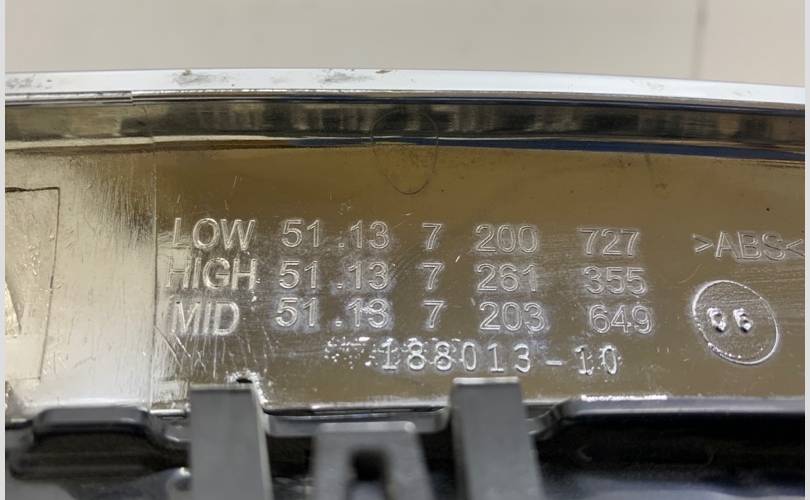 LOW 51.13 7 200 727 >ABS<
HIGH 51.13 7 261 355
MID 51.13 7 203 649
188013-10